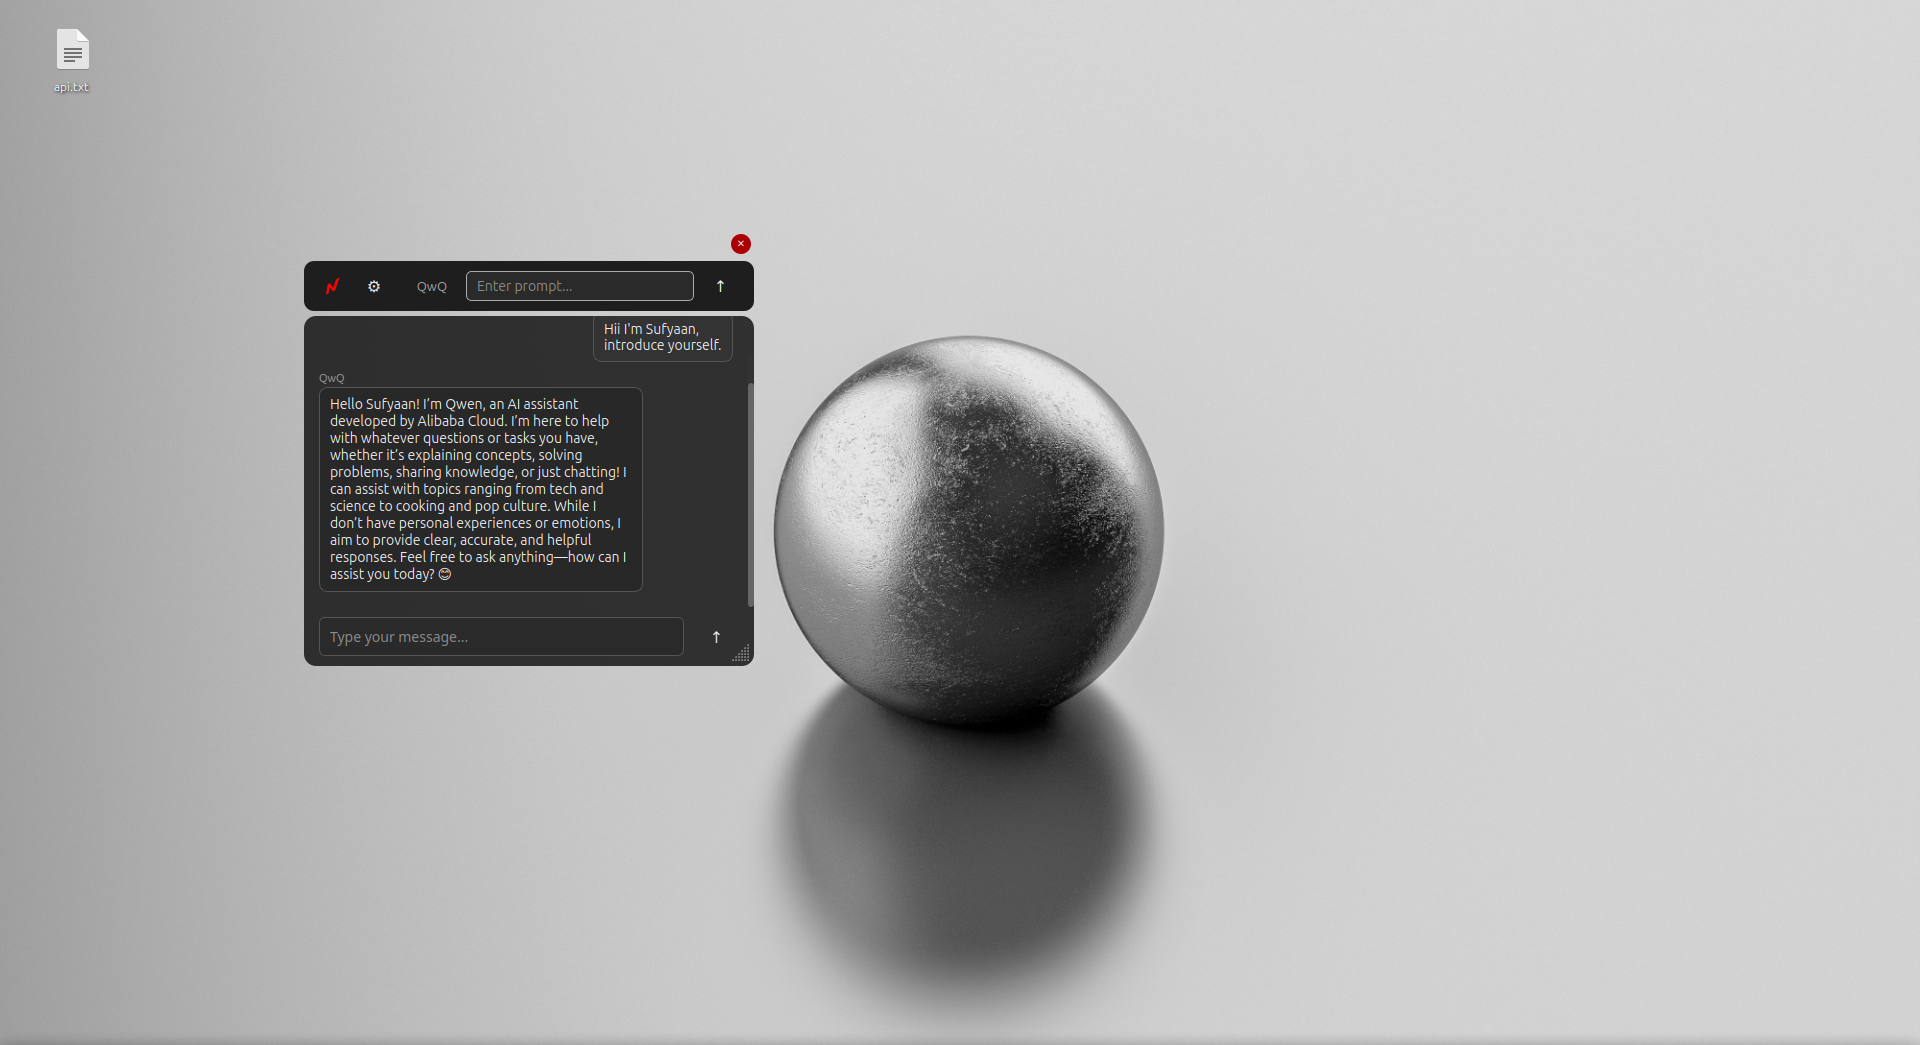 api.txt
QwQ
Enter prompt...
Hii I'm Sufyaan,
introduce yourself.
QwQ
Hello Sufyaan! I’m Qwen, an AI assistant
developed by Alibaba Cloud. I’m here to help
with whatever questions or tasks you have,
whether it’s explaining concepts, solving
problems, sharing knowledge, or just chatting! I
can assist with topics ranging from tech and
science to cooking and pop culture. While I
don’t have personal experiences or emotions, I
aim to provide clear, accurate, and helpful
responses. Feel free to ask anything—how can I
assist you today? 😊
Type your message...